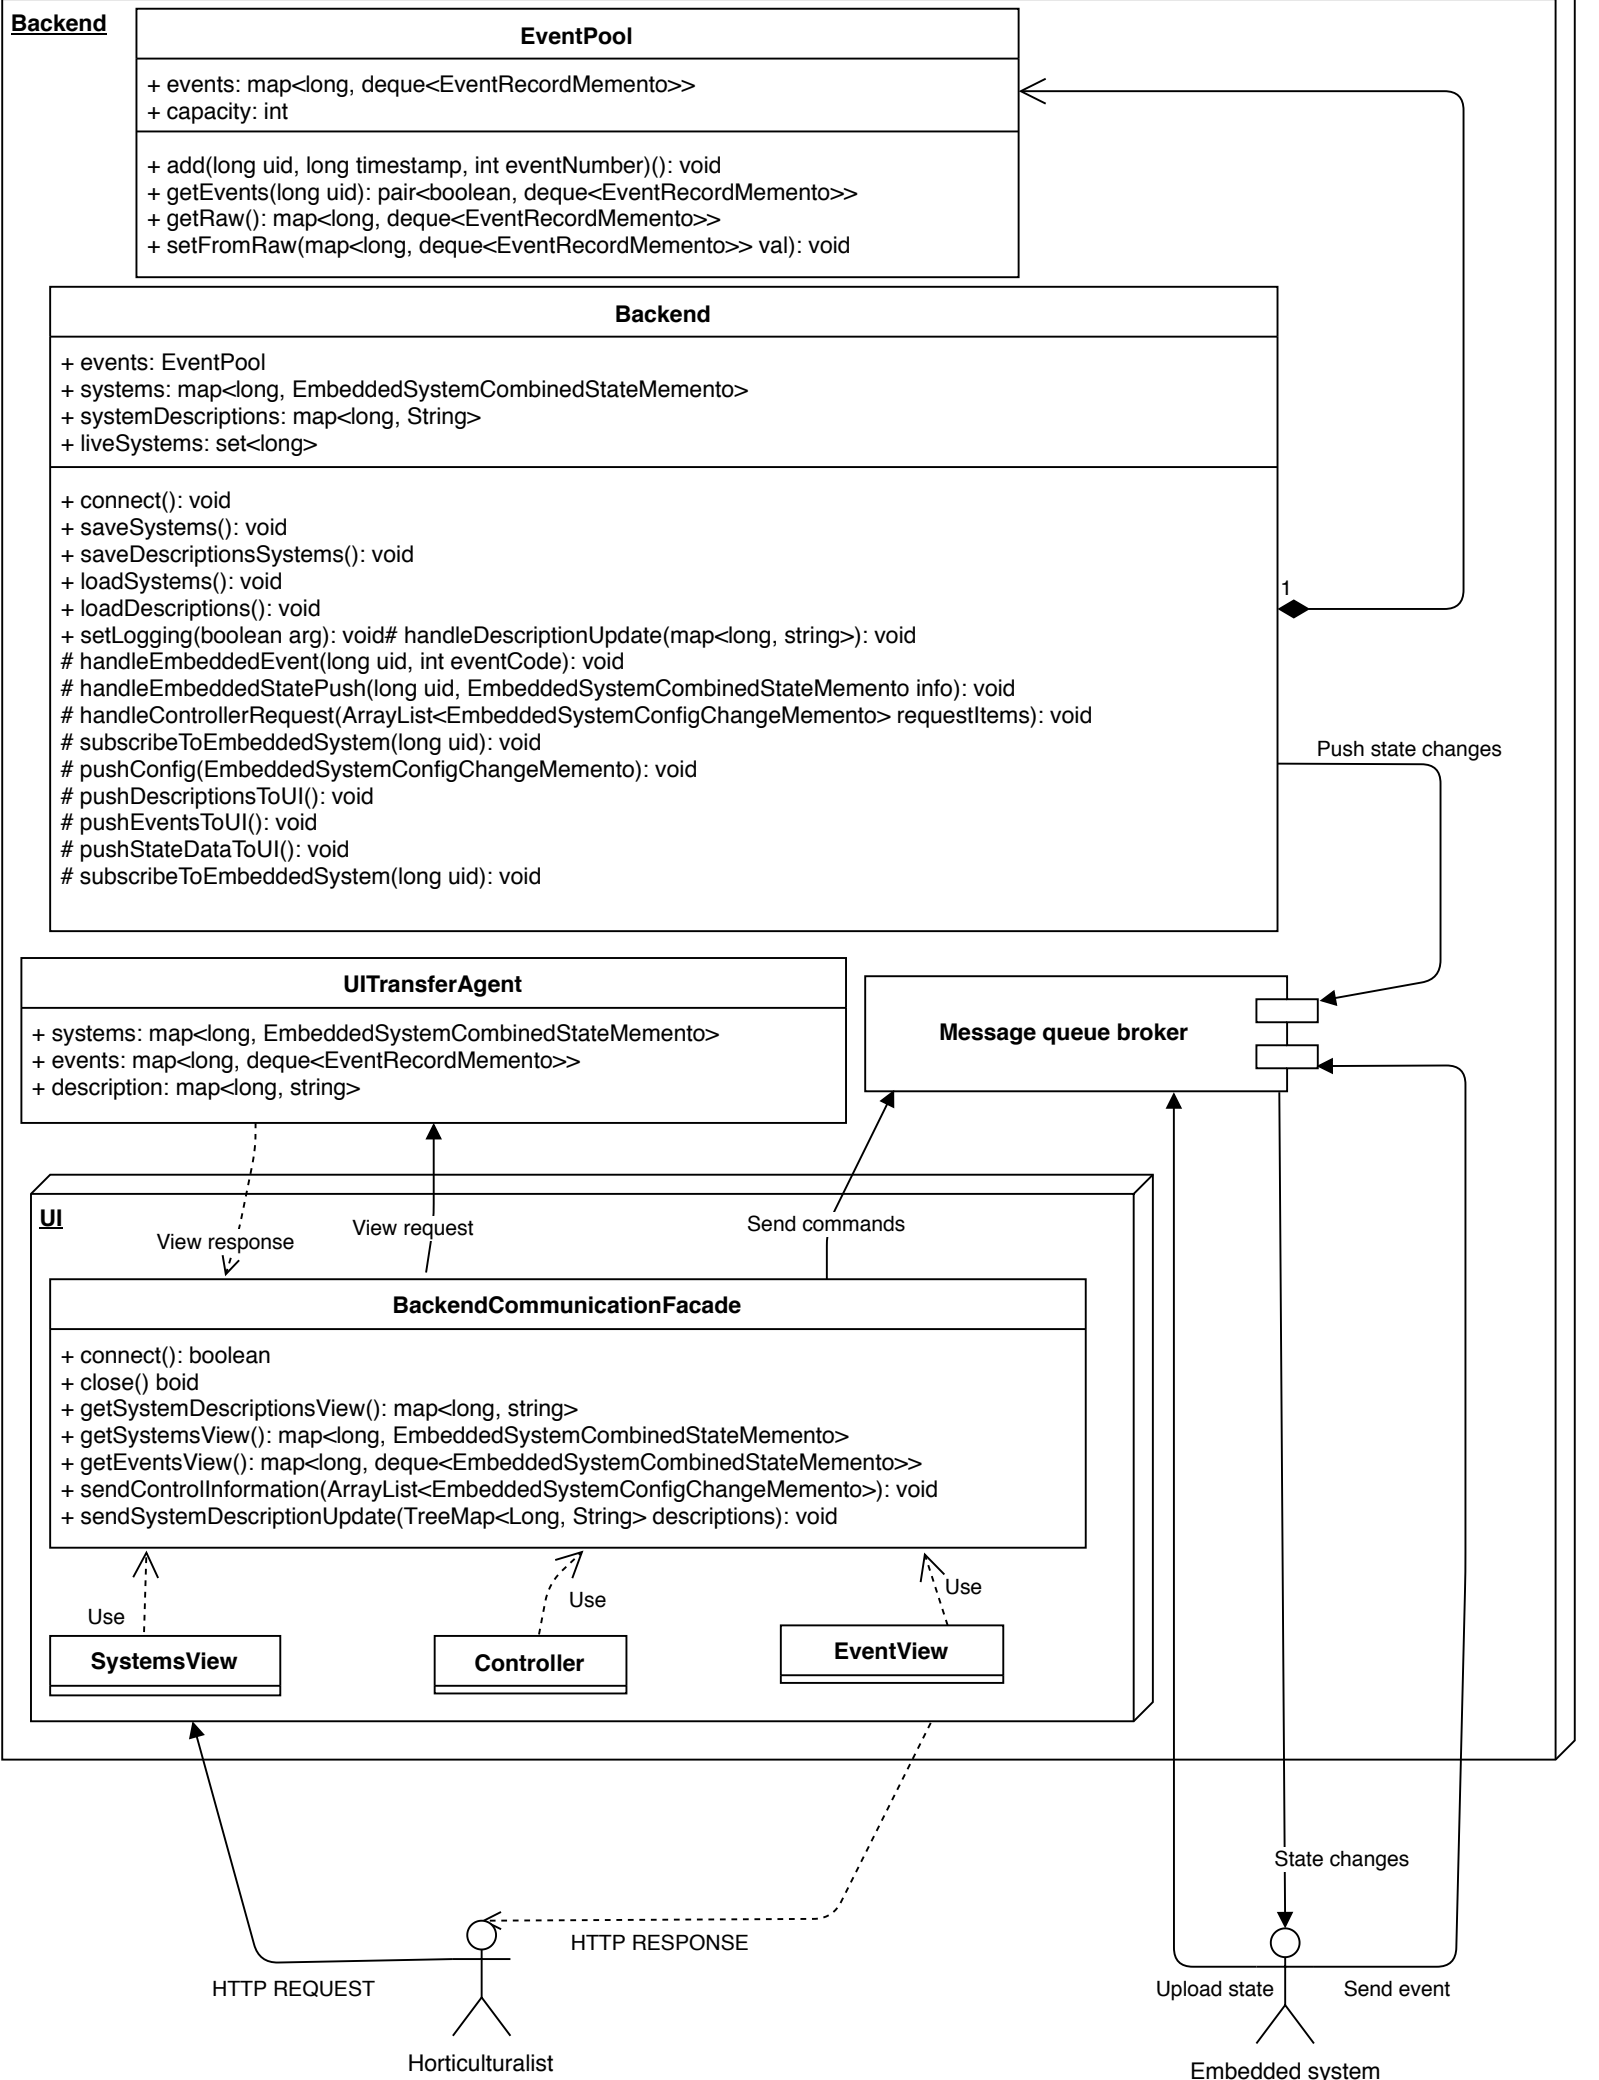 Backend
EventPool
+ events: map<long, deque<EventRecordMemento>>
+ capacity: int
+ add(long uid, long timestamp, int eventNumber)(): void
+ getEvents(long uid): pair<boolean, deque<EventRecordMemento>>
+ getRaw(): map<long, deque<EventRecordMemento>>
+ setFromRaw(map<long, deque<EventRecordMemento>> val): void
Backend
+ events: EventPool
+ systems: map<long, EmbeddedSystemCombinedStateMemento>
+ systemDescriptions: map<long, String>
+ liveSystems: set<long>
+ connect(): void
+ saveSystems(): void
+ saveDescriptionsSystems(): void
+ loadSystems(): void
+ loadDescriptions(): void
+ setLogging(boolean arg): void# handleDescriptionUpdate(map<long, string>): void
# handleEmbeddedEvent(long uid, int eventCode): void
# handleEmbeddedStatePush(long uid, EmbeddedSystemCombinedStateMemento info): void
# handleControllerRequest(ArrayList<EmbeddedSystemConfigChangeMemento> requestItems): void
# subscribeToEmbeddedSystem(long uid): void
# pushConfig(EmbeddedSystemConfigChangeMemento): void
# pushDescriptionsToUI(): void
# pushEventsToUI(): void
# pushStateDataToUI(): void
# subscribeToEmbeddedSystem(long uid): void
1
Push state changes
UITransferAgent
+ systems: map<long, EmbeddedSystemCombinedStateMemento>
+ events: map<long, deque<EventRecordMemento>>
+ description: map<long, string>
Message queue broker
UI
View response
View request
Send commands
BackendCommunicationFacade
+ connect(): boolean
+ close() boid
+ getSystemDescriptionsView(): map<long, string>
+ getSystemsView(): map<long, EmbeddedSystemCombinedStateMemento>
+ getEventsView(): map<long, deque<EmbeddedSystemCombinedStateMemento>>
+ sendControlInformation(ArrayList<EmbeddedSystemConfigChangeMemento>): void
+ sendSystemDescriptionUpdate(TreeMap<Long, String> descriptions): void
Use
Use
Use
SystemsView
Controller
EventView
State changes
HTTP RESPONSE
HTTP REQUEST
Upload state
Send event
Horticulturalist
Embedded system